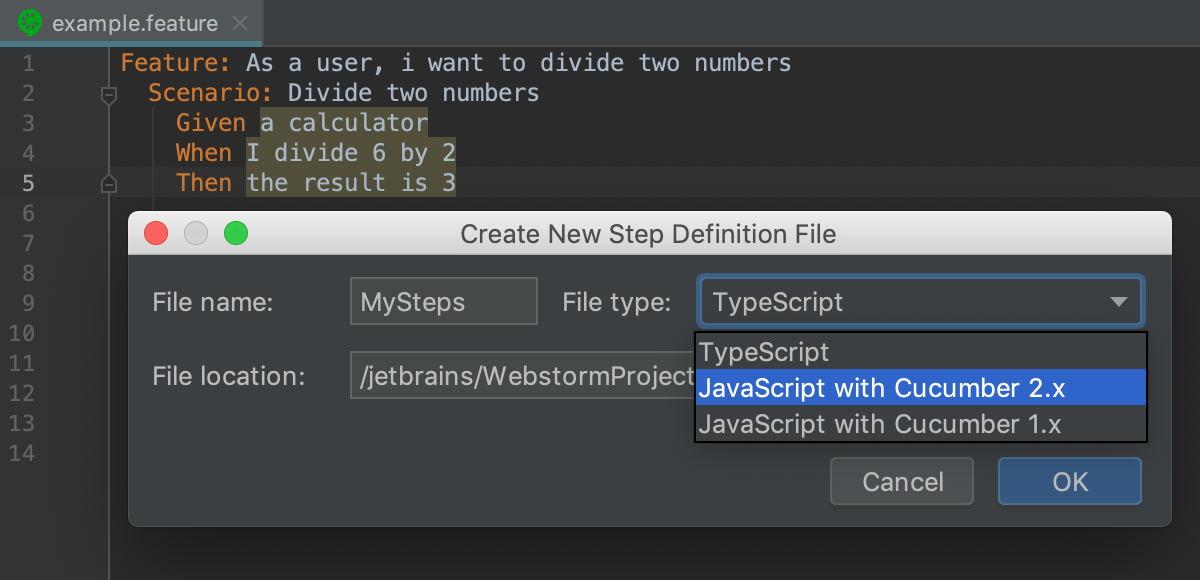 example.feature
1 Feature: As a user, i want to divide two numbers
2 Scenario: Divide two numbers
3 Given a calculator
4 When I divide 6 by 2
5 Then the result is 3
6
Create New Step Definition File
7
8
File name: MySteps File type: TypeScript
9
10
TypeScript
11
File location: /jetbrains/WebstormProject
JavaScript with Cucumber 2.x
12
13
JavaScript with Cucumber 1.x
14
Cancel OK